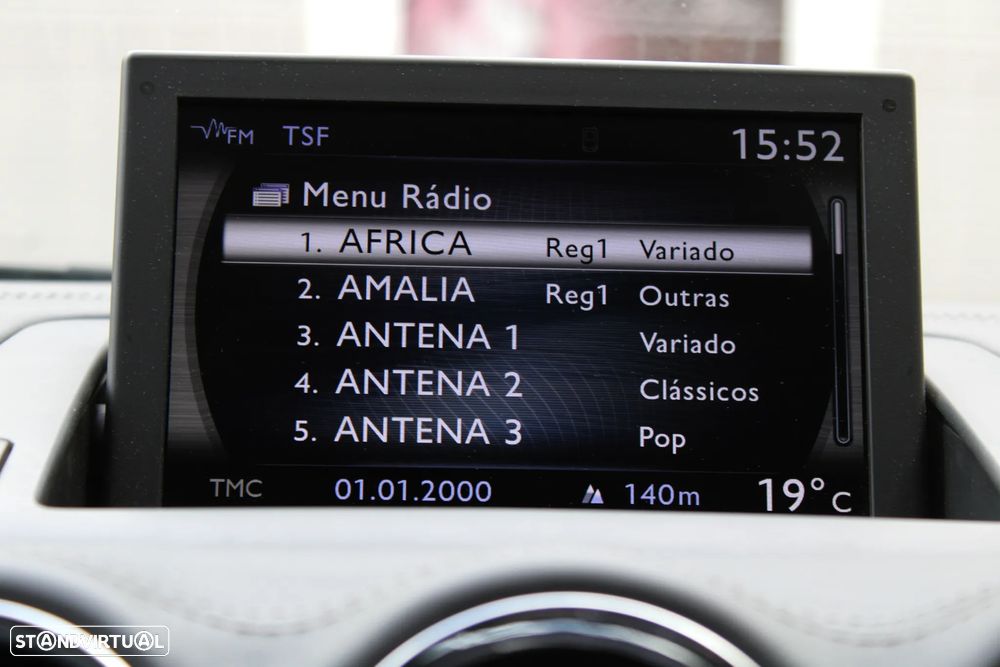 FM TSF 15:52
Menu Rádio
1. AFRICA Reg1 Variado
2. AMALIA Reg1 Outras
3. ANTENA 1 Variado
4. ANTENA 2 Clássicos
5. ANTENA 3 Pop
TMC 01.01.2000 140m 19°C
STANDVIRTUAL